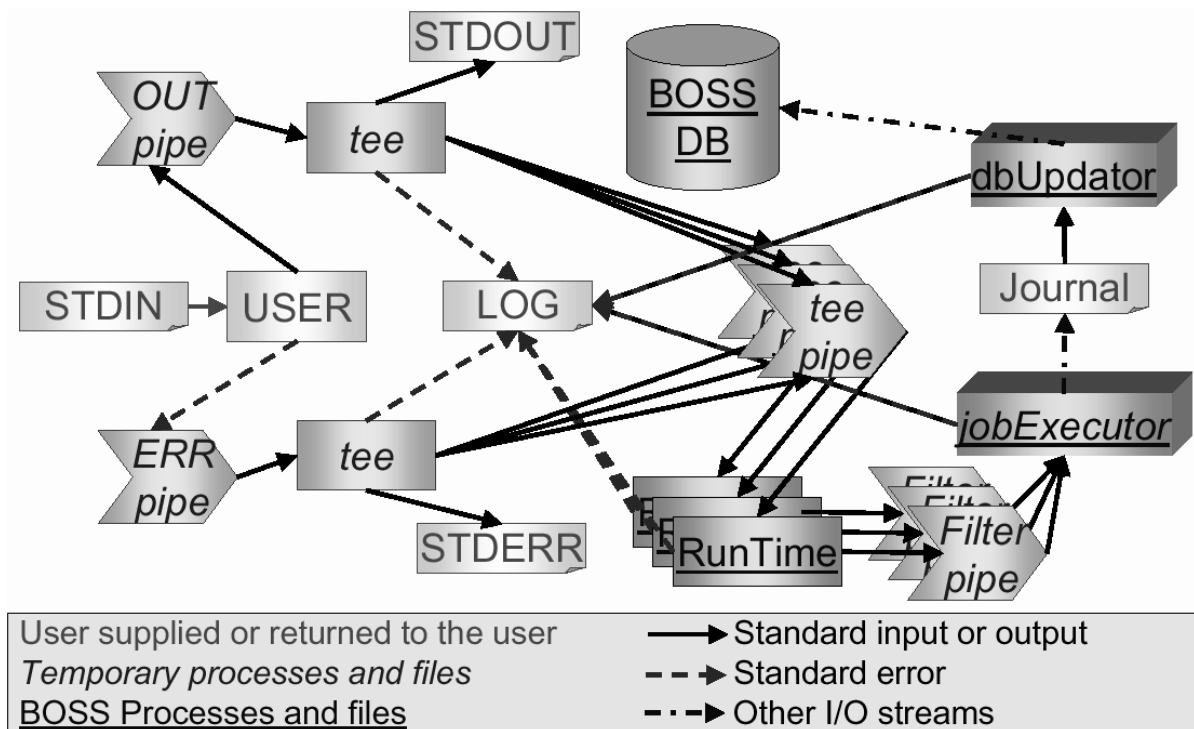 STDOUT
OUT
pipe
tee
BOSS
DB
dbUpdator
STDIN
USER
LOG
tee
pipe
Journal
ERR
pipe
tee
jobExecutor
STDERR
RunTime
Filter
Filter
Filter
pipe
User supplied or returned to the user
Temporary processes and files
BOSS Processes and files
Standard input or output
Standard error
Other I/O streams